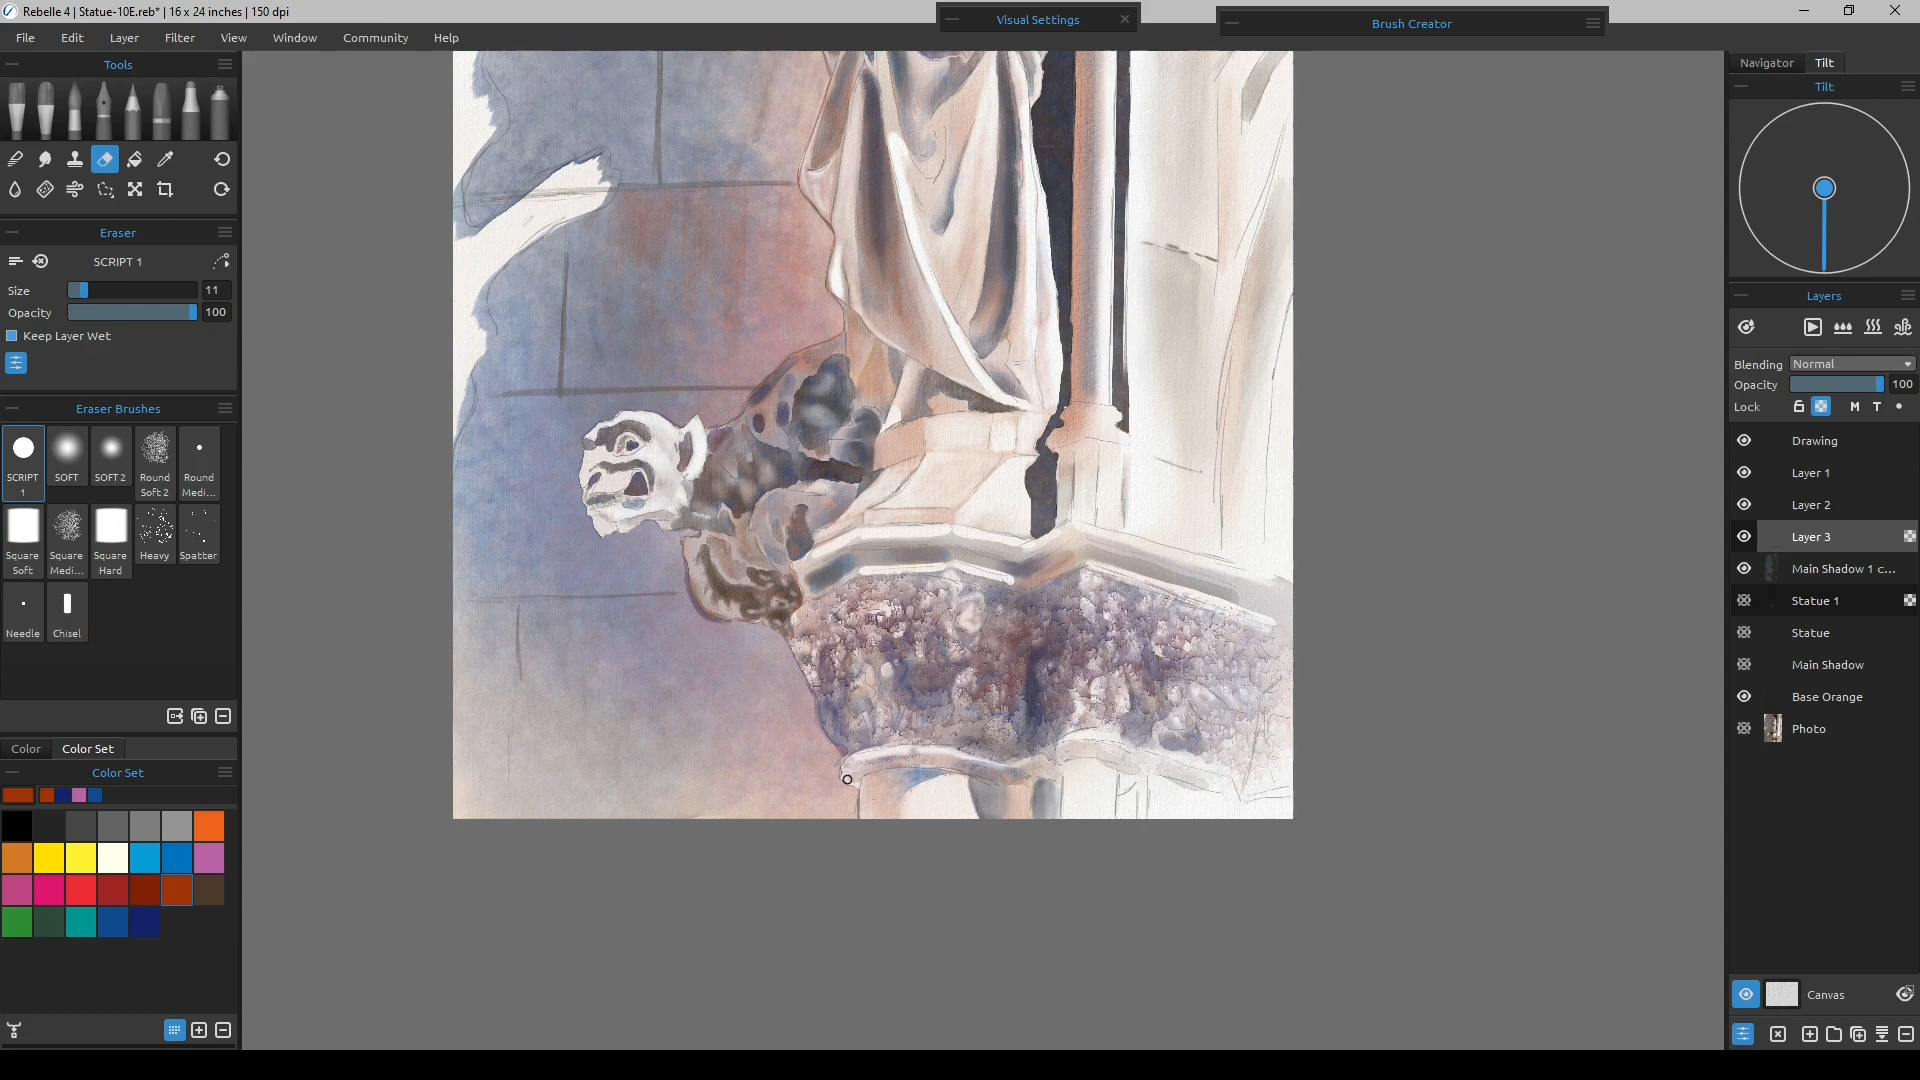 Rebelle 4 | Statue-10E.reb* | 16 x 24 inches | 150 dpi
Visual Settings
Brush Creator
File Edit Layer Filter View Window Community Help
Tools
Navigator Tilt
Tilt
Eraser
SCRIPT 1
Size 11
Opacity 100
Keep Layer Wet
Layers
Blending Normal
Opacity 100
Lock M T
Eraser Brushes
SCRIPT 1
SOFT
SOFT 2
Round Soft 2
Round Medi...
Square Soft
Square Medi...
Square Hard
Heavy
Spatter
Needle
Chisel
Drawing
Layer 1
Layer 2
Layer 3
Main Shadow 1 c...
Statue 1
Statue
Main Shadow
Base Orange
Photo
Color Color Set
Color Set
Canvas